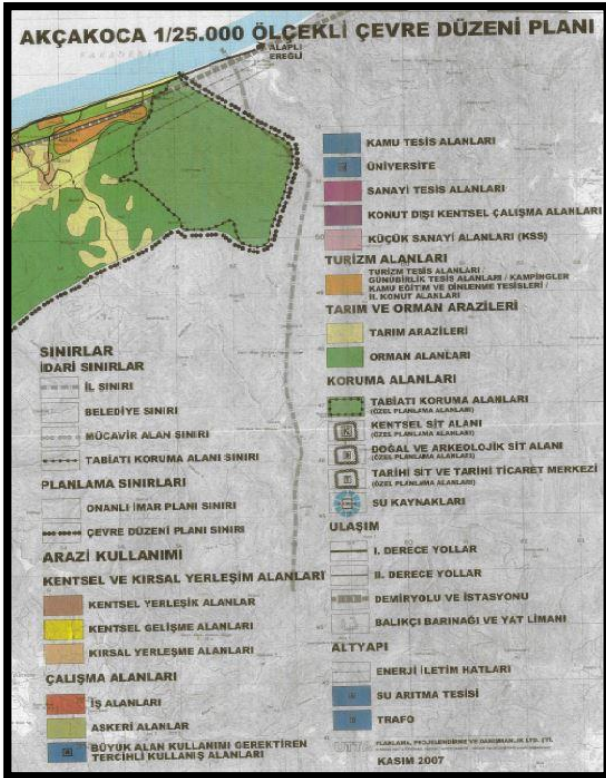 AKÇAKOCA 1/25.000 ÖLÇEKLİ ÇEVRE DÜZENİ PLANI
ALAPLI
EREĞLİ
KAMU TESİS ALANLARI
ÜNİVERSİTE
SANAYİ TESİS ALANLARI
KONUT DIŞI KENTSEL ÇALIŞMA ALANLARI
KÜÇÜK SANAYİ ALANLARI (KSS)
TURİZM ALANLARI
TURİZM TESİS ALANLARI /
GÜNÜBİRLİK TESİS ALANLARI / KAMPİNGLER
KAMU EĞİTİM VE DİNLENME TESİSLERİ /
II. KONUT ALANLARI
TARIM VE ORMAN ARAZİLERİ
TARIM ARAZİLERİ
ORMAN ALANLARI
KORUMA ALANLARI
TABİATI KORUMA ALANLARI
(ÖZEL PLANLAMA ALANLARI)
KENTSEL SİT ALANI
(ÖZEL PLANLAMA ALANLARI)
DOĞAL VE ARKEOLOJİK SİT ALANI
(ÖZEL PLANLAMA ALANLARI)
TARİHİ SİT VE TARİHİ TİCARET MERKEZİ
(ÖZEL PLANLAMA ALANLARI)
SU KAYNAKLARI
ULAŞIM
I. DERECE YOLLAR
II. DERECE YOLLAR
DEMİRYOLU VE İSTASYONU
BALIKÇI BARINAĞI VE YAT LİMANI
ALTYAPI
ENERJİ İLETİM HATLARI
SU ARITMA TESİSİ
TRAFO
PLANLAMA, PROJELENDİRME VE DANIŞMANLIK LTD. ŞTİ.
KASIM 2007
SINIRLAR
İDARİ SINIRLAR
İL SINIRI
BELEDİYE SINIRI
MÜCAVİR ALAN SINIRI
TABİATI KORUMA ALANI SINIRI
PLANLAMA SINIRLARI
ONANLI İMAR PLANI SINIRI
ÇEVRE DÜZENİ PLANI SINIRI
ARAZİ KULLANIMI
KENTSEL VE KIRSAL YERLEŞİM ALANLARI
KENTSEL YERLEŞİK ALANLAR
KENTSEL GELİŞME ALANLARI
KIRSAL YERLEŞME ALANLARI
ÇALIŞMA ALANLARI
İŞ ALANLARI
ASKERİ ALANLAR
BÜYÜK ALAN KULLANIMI GEREKTİREN
TERCİHLİ KULLANIŞ ALANLARI